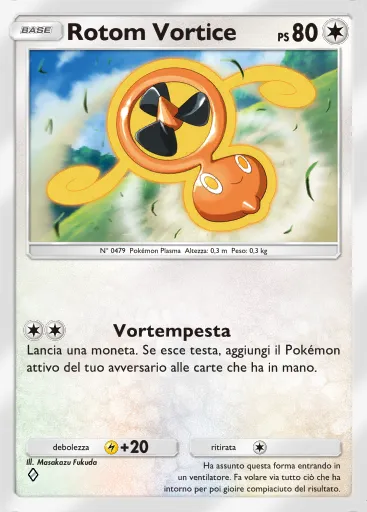 BASE Rotom Vortice PS 80
N° 0479 Pokémon Plasma Altezza: 0,3 m Peso: 0,3 kg
Vortempesta
Lancia una moneta. Se esce testa, aggiungi il Pokémon
attivo del tuo avversario alle carte che ha in mano.
debolezza +20 ritirata
Ill. Masakazu Fukuda
Ha assunto questa forma entrando in
un ventilatore. Fa volare via tutto ciò che ha
intorno per poi gioire compiaciuto del risultato.